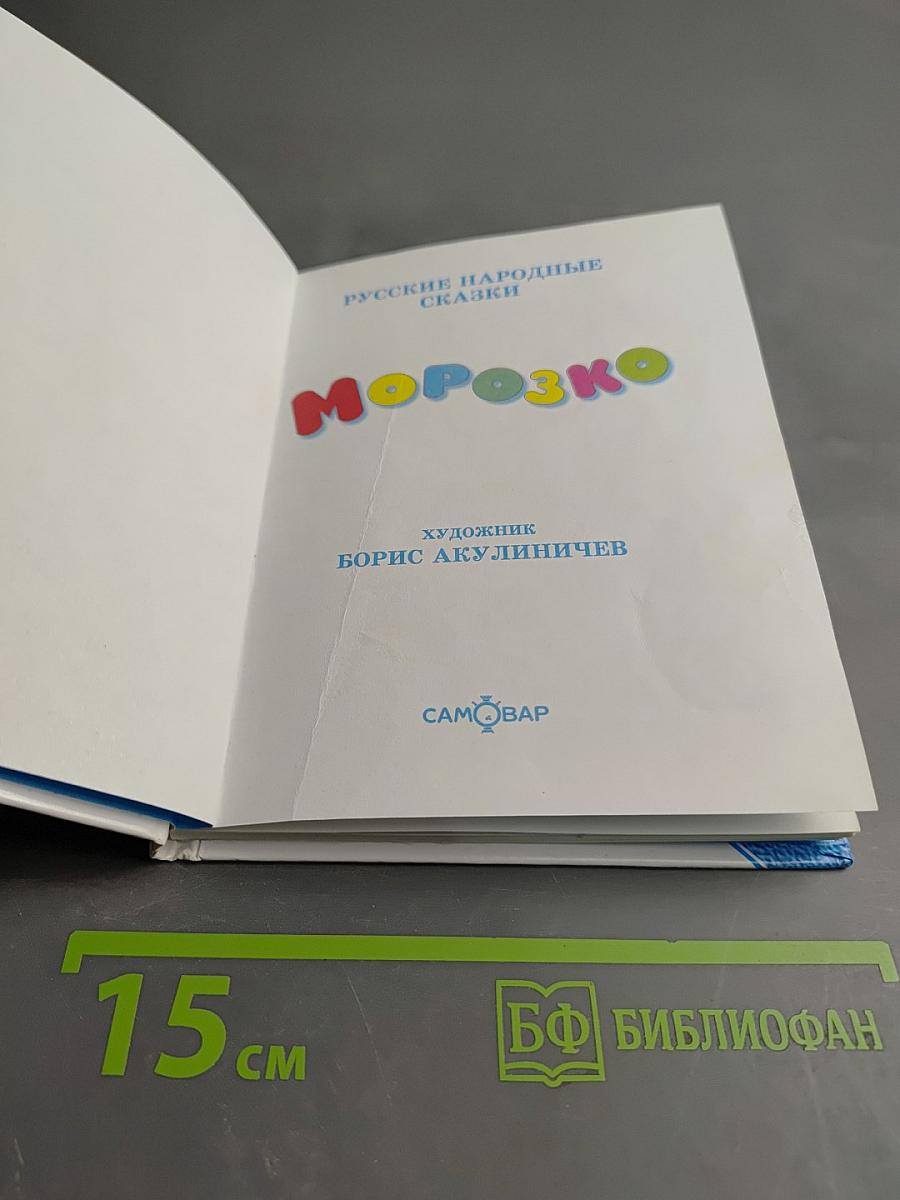 РУССКИЕ НАРОДНЫЕ
СКАЗКИ
МОРОЗКО
ХУДОЖНИК
БОРИС АКУЛИНИЧЕВ
САМОВАР
15 см
БФ БИБЛИОФАН